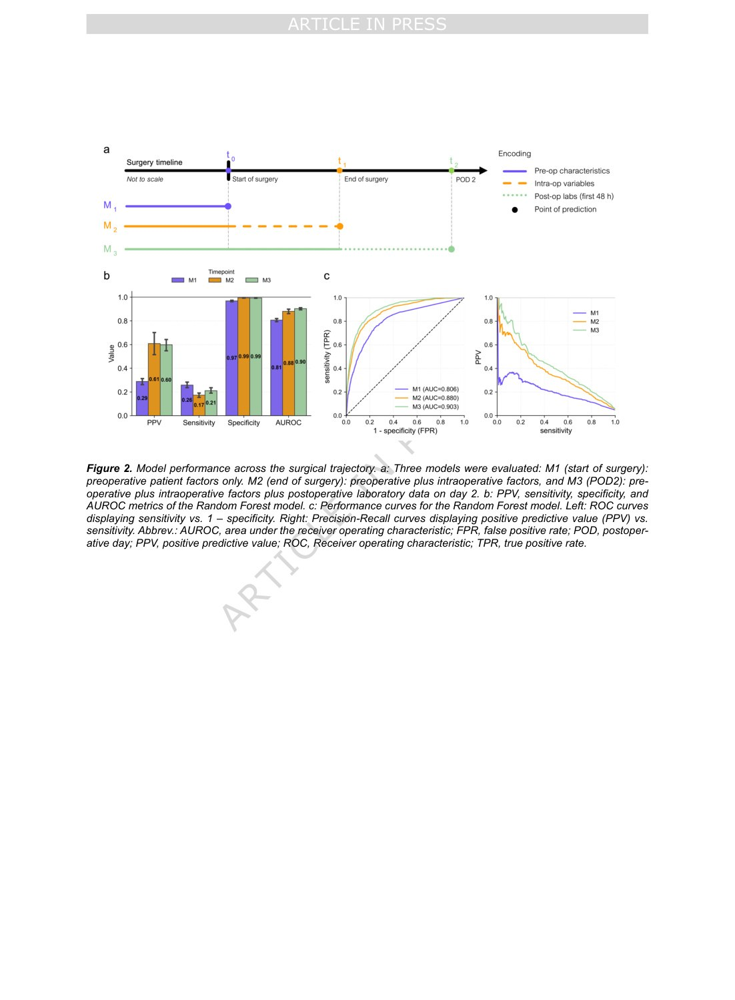 ARTICLE IN PRESS
a
t0
t1
t2
Surgery timeline
Not to scale
Start of surgery
End of surgery
POD 2
M1
M2
M3
Encoding
Pre-op characteristics
Intra-op variables
Post-op labs (first 48 h)
Point of prediction
b
Timepoint
M1 M2 M3
Value
1.0
0.8
0.6
0.4
0.2
0.0
0.29 0.61 0.60
0.26 0.17 0.21
0.97 0.99 0.99
0.81 0.88 0.90
PPV Sensitivity Specificity AUROC
c
sensitivity (TPR)
1.0
0.8
0.6
0.4
0.2
0.0
M1 (AUC=0.806)
M2 (AUC=0.880)
M3 (AUC=0.903)
0.0 0.2 0.4 0.6 0.8 1.0
1 - specificity (FPR)
PPV
1.0
0.8
0.6
0.4
0.2
0.0
M1
M2
M3
0.0 0.2 0.4 0.6 0.8 1.0
sensitivity
Figure 2. Model performance across the surgical trajectory. a: Three models were evaluated: M1 (start of surgery):
preoperative patient factors only. M2 (end of surgery): preoperative plus intraoperative factors, and M3 (POD2): pre-
operative plus intraoperative factors plus postoperative laboratory data on day 2. b: PPV, sensitivity, specificity, and
AUROC metrics of the Random Forest model. c: Performance curves for the Random Forest model. Left: ROC curves
displaying sensitivity vs. 1 – specificity. Right: Precision-Recall curves displaying positive predictive value (PPV) vs.
sensitivity. Abbrev.: AUROC, area under the receiver operating characteristic; FPR, false positive rate; POD, postoper-
ative day; PPV, positive predictive value; ROC, Receiver operating characteristic; TPR, true positive rate.
ARTICLE IN